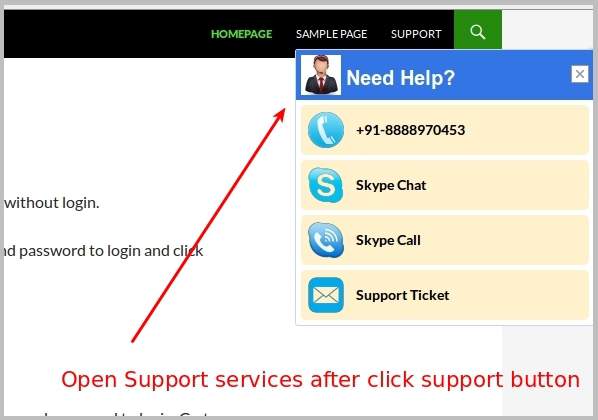 HOMEPAGE SAMPLE PAGE SUPPORT
Need Help?
+91-8888970453
without login.
Skype Chat
nd password to login and click
Skype Call
Support Ticket
Open Support services after click support button